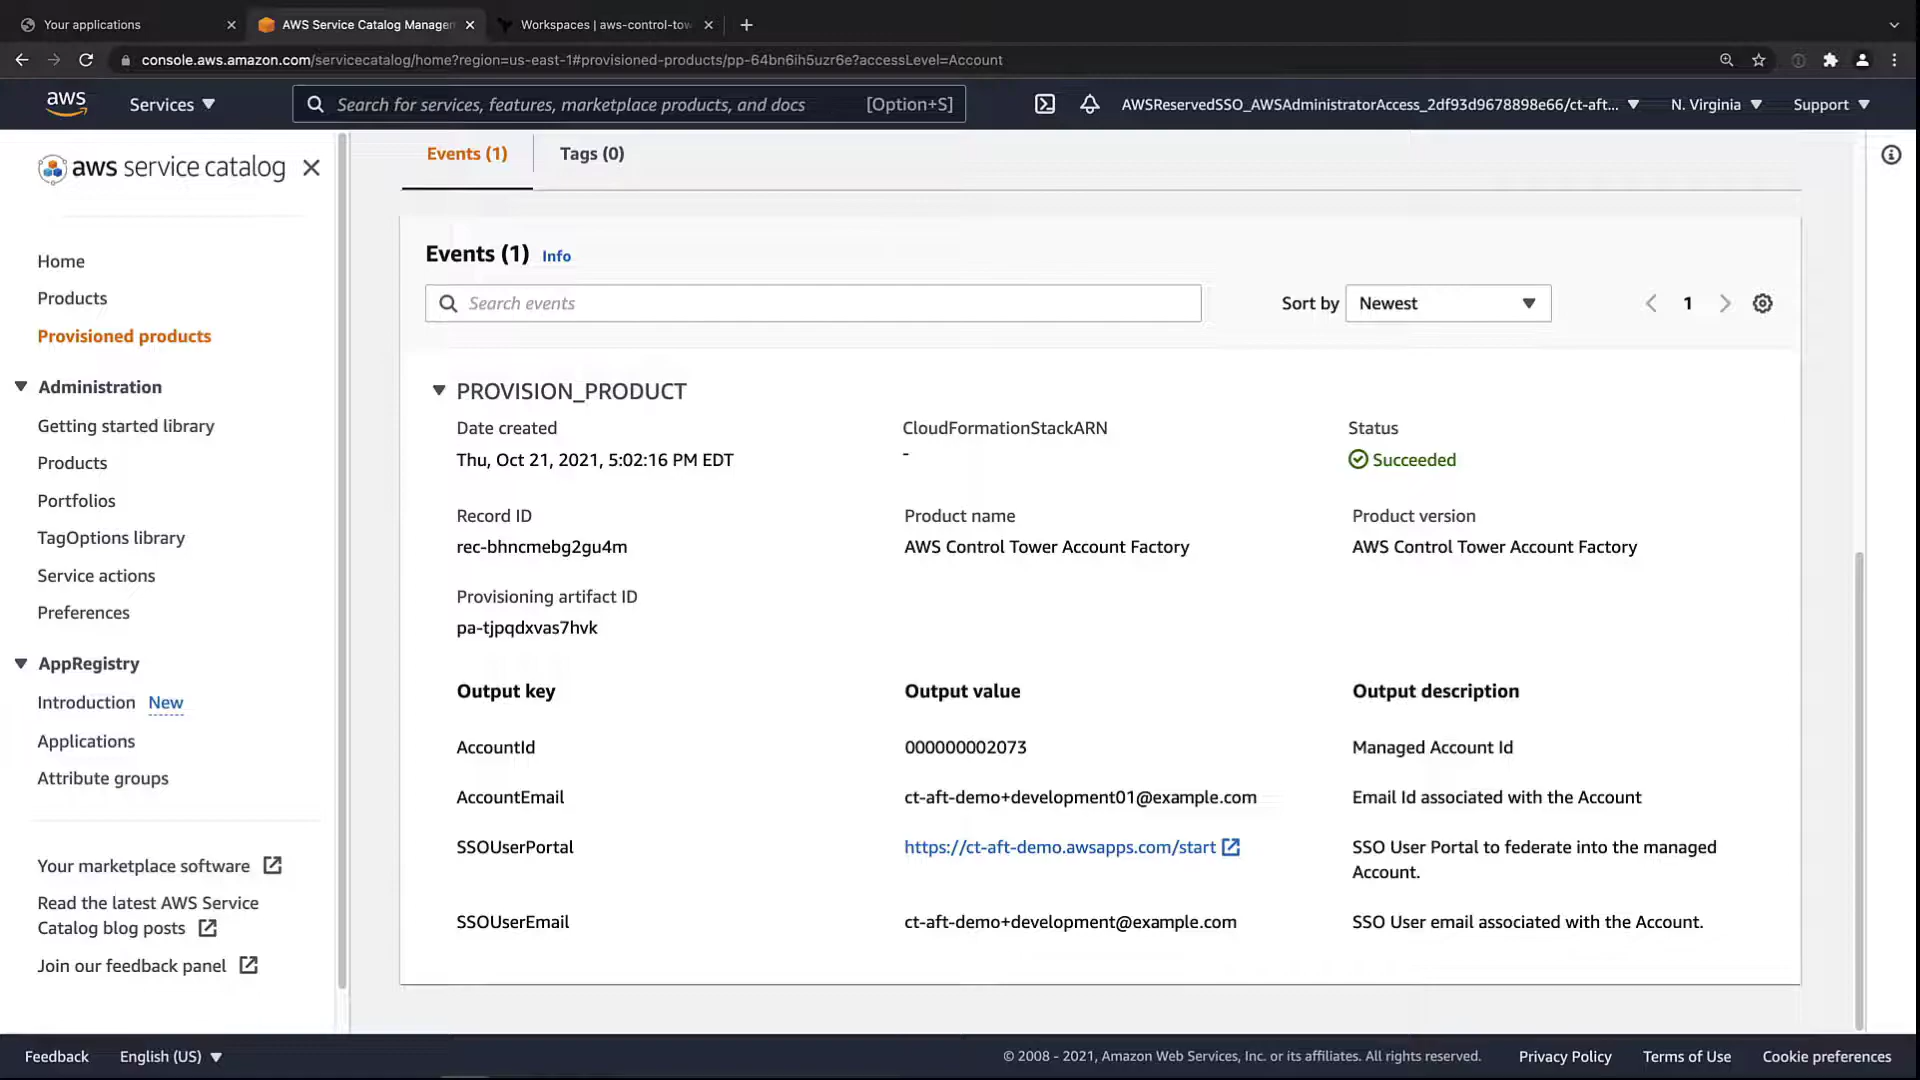 Your applications
AWS Service Catalog Manager
Workspaces | aws-control-tow
console.aws.amazon.com/servicecatalog/home?region=us-east-1#provisioned-products/pp-64bn6ih5uzr6e?accessLevel=Account
aws
Services
Search for services, features, marketplace products, and docs
[Option+S]
AWSReservedSSO_AWSAdministratorAccess_2df93d9678898e66/ct-aft...
N. Virginia
Support
aws service catalog
Home
Products
Provisioned products
Administration
Getting started library
Products
Portfolios
TagOptions library
Service actions
Preferences
AppRegistry
Introduction New
Applications
Attribute groups
Your marketplace software
Read the latest AWS Service
Catalog blog posts
Join our feedback panel
Events (1)
Tags (0)
Events (1) Info
Search events
Sort by Newest
1
PROVISION_PRODUCT
Date created
Thu, Oct 21, 2021, 5:02:16 PM EDT
CloudFormationStackARN
-
Status
Succeeded
Record ID
rec-bhncmebg2gu4m
Product name
AWS Control Tower Account Factory
Product version
AWS Control Tower Account Factory
Provisioning artifact ID
pa-tjpqdxvas7hvk
Output key Output value Output description
AccountId 000000002073 Managed Account Id
AccountEmail ct-aft-demo+development01@example.com Email Id associated with the Account
SSOUserPortal https://ct-aft-demo.awsapps.com/start SSO User Portal to federate into the managed
Account.
SSOUserEmail ct-aft-demo+development@example.com SSO User email associated with the Account.
Feedback
English (US)
© 2008 - 2021, Amazon Web Services, Inc. or its affiliates. All rights reserved.
Privacy Policy
Terms of Use
Cookie preferences